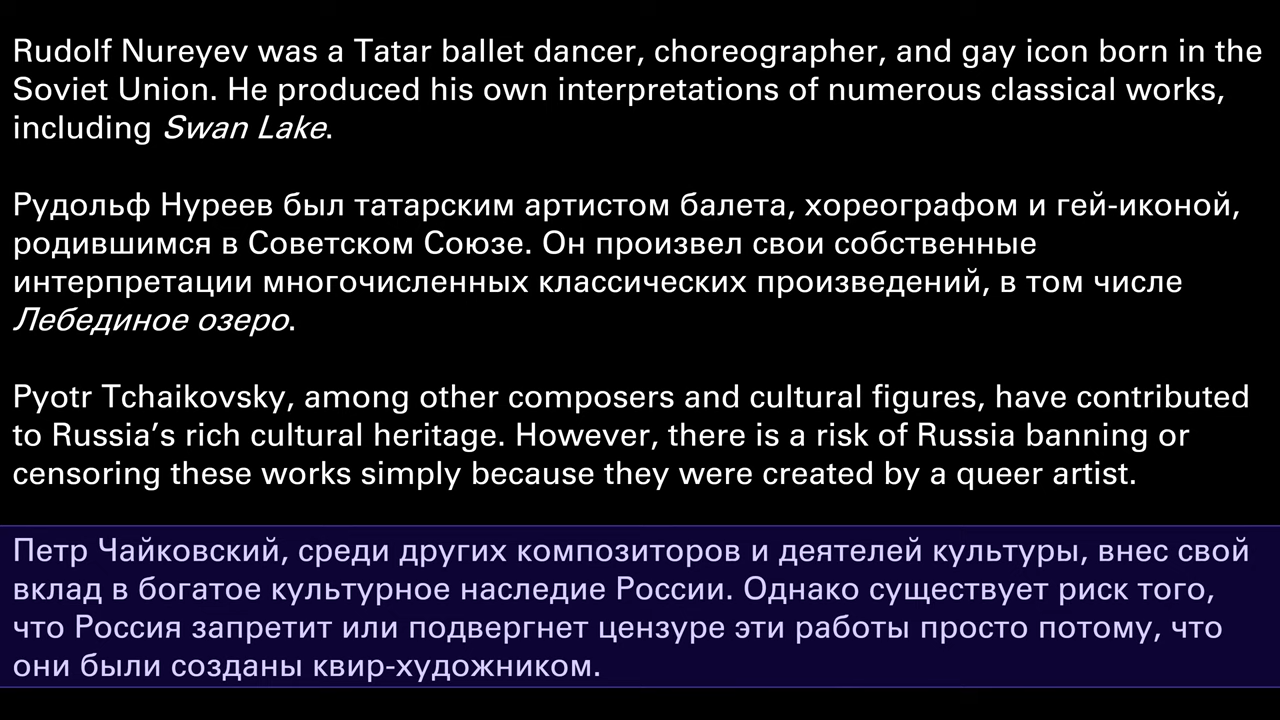 Rudolf Nureyev was a Tatar ballet dancer, choreographer, and gay icon born in the
Soviet Union. He produced his own interpretations of numerous classical works,
including Swan Lake.
Рудольф Нуреев был татарским артистом балета, хореографом и гей-иконой,
родившимся в Советском Союзе. Он произвел свои собственные
интерпретации многочисленных классических произведений, в том числе
Лебединое озеро.
Pyotr Tchaikovsky, among other composers and cultural figures, have contributed
to Russia’s rich cultural heritage. However, there is a risk of Russia banning or
censoring these works simply because they were created by a queer artist.
Петр Чайковский, среди других композиторов и деятелей культуры, внес свой
вклад в богатое культурное наследие России. Однако существует риск того,
что Россия запретит или подвергнет цензуре эти работы просто потому, что
они были созданы квир-художником.